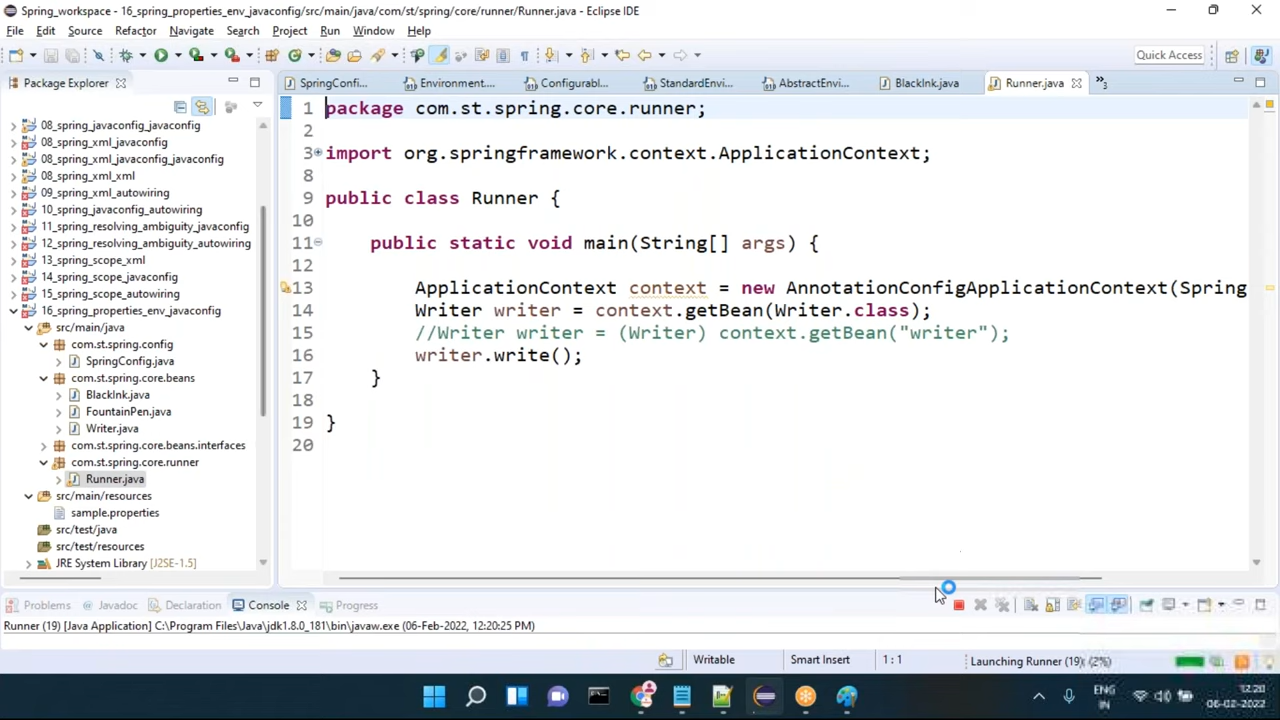 Spring_workspace - 16_spring_properties_env_javaconfig/src/main/java/com/st/spring/core/runner/Runner.java - Eclipse IDE
File Edit Source Refactor Navigate Search Project Run Window Help
Quick Access
Package Explorer
SpringConfi... Environment.... Configurabl... StandardEnvi... AbstractEnvi... BlackInk.java Runner.java »3
08_spring_javaconfig_javaconfig
08_spring_xml_javaconfig
08_spring_xml_javaconfig_javaconfig
08_spring_xml_xml
09_spring_xml_autowiring
10_spring_javaconfig_autowiring
11_spring_resolving_ambiguity_javaconfig
12_spring_resolving_ambiguity_autowiring
13_spring_scope_xml
14_spring_scope_javaconfig
15_spring_scope_autowiring
16_spring_properties_env_javaconfig
src/main/java
com.st.spring.config
SpringConfig.java
com.st.spring.core.beans
BlackInk.java
FountainPen.java
Writer.java
com.st.spring.core.beans.interfaces
com.st.spring.core.runner
Runner.java
src/main/resources
sample.properties
src/test/java
src/test/resources
JRE System Library [J2SE-1.5]
1 package com.st.spring.core.runner;
2
3 import org.springframework.context.ApplicationContext;
8
9 public class Runner {
10
11 public static void main(String[] args) {
12
13 ApplicationContext context = new AnnotationConfigApplicationContext(Spring
14 Writer writer = context.getBean(Writer.class);
15 //Writer writer = (Writer) context.getBean("writer");
16 writer.write();
17 }
18
19 }
20
Problems Javadoc Declaration Console Progress
Runner (19) [Java Application] C:\Program Files\Java\jdk1.8.0_181\bin\javaw.exe (06-Feb-2022, 12:20:25 PM)
Writable Smart Insert 1 : 1 Launching Runner (19): (2%)
ENG
IN
12:20
06-02-2022